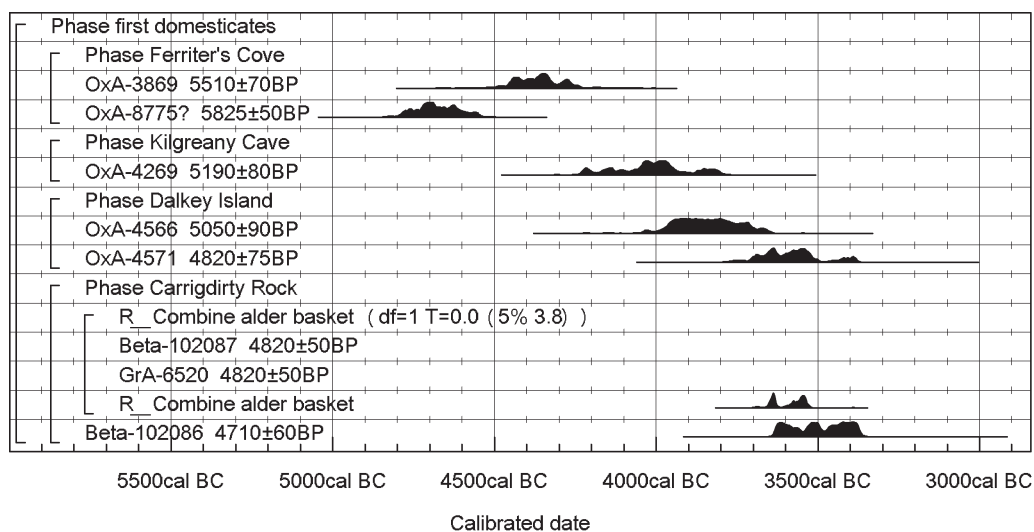 Phase first domesticates
Phase Ferriter's Cove
OxA-3869 5510±70BP
OxA-8775? 5825±50BP
Phase Kilgreany Cave
OxA-4269 5190±80BP
Phase Dalkey Island
OxA-4566 5050±90BP
OxA-4571 4820±75BP
Phase Carrigdirty Rock
R__Combine alder basket ( df=1 T=0.0 ( 5% 3.8) )
Beta-102087 4820±50BP
GrA-6520 4820±50BP
R__Combine alder basket
Beta-102086 4710±60BP
5500cal BC 5000cal BC 4500cal BC 4000cal BC 3500cal BC 3000cal BC
Calibrated date